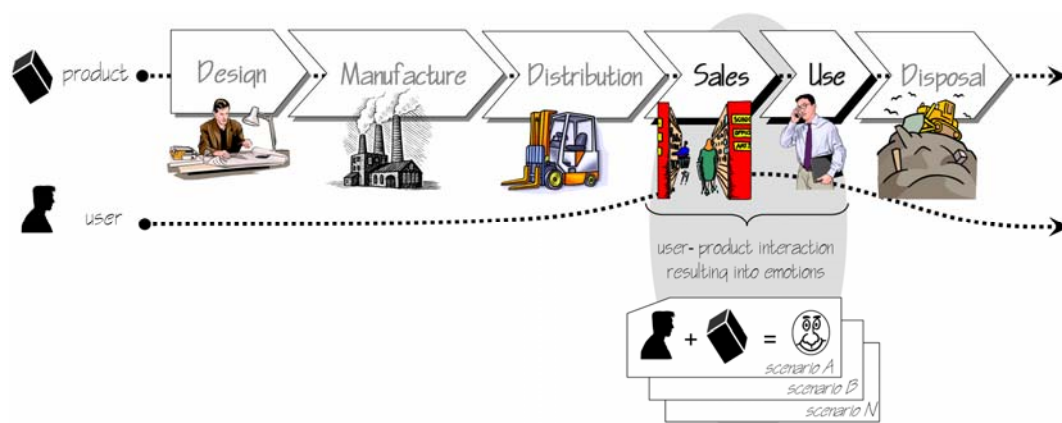 product
Design
Manufacture
Distribution
Sales
Use
Disposal
user
user- product interaction
resulting into emotions
+ =
scenario A
scenario B
scenario N